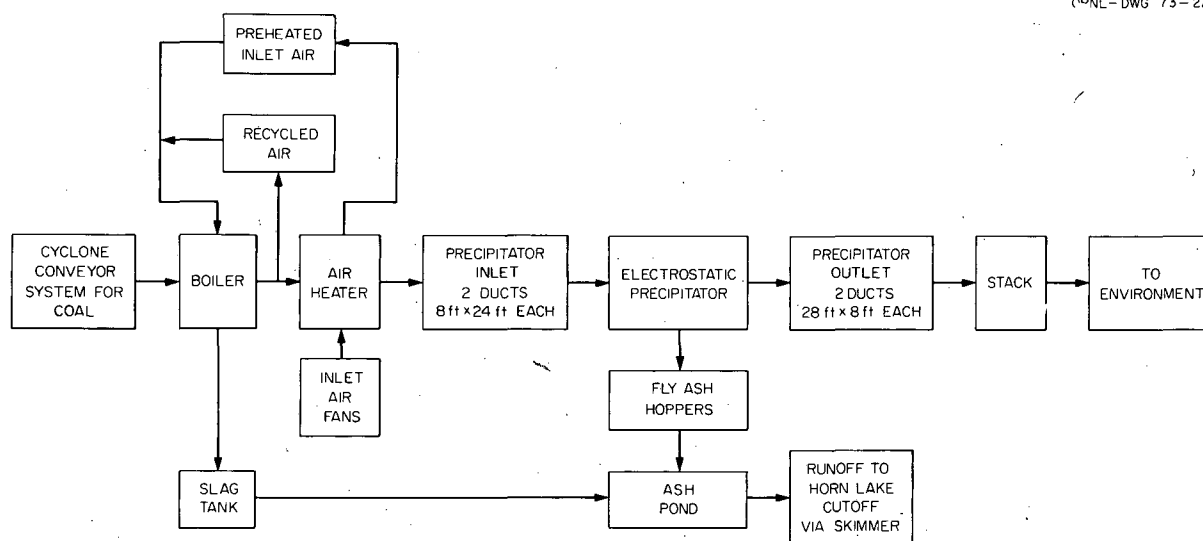 PREHEATED
INLET AIR
RECYCLED
AIR
CYCLONE
CONVEYOR
SYSTEM FOR
COAL
BOILER
AIR
HEATER
PRECIPITATOR
INLET
2 DUCTS
8 ft × 24 ft EACH
ELECTROSTATIC
PRECIPITATOR
PRECIPITATOR
OUTLET
2 DUCTS
28 ft × 8 ft EACH
STACK
TO
ENVIRONMENT
INLET
AIR
FANS
FLY ASH
HOPPERS
SLAG
TANK
ASH
POND
RUNOFF TO
HORN LAKE
CUTOFF
VIA SKIMMER